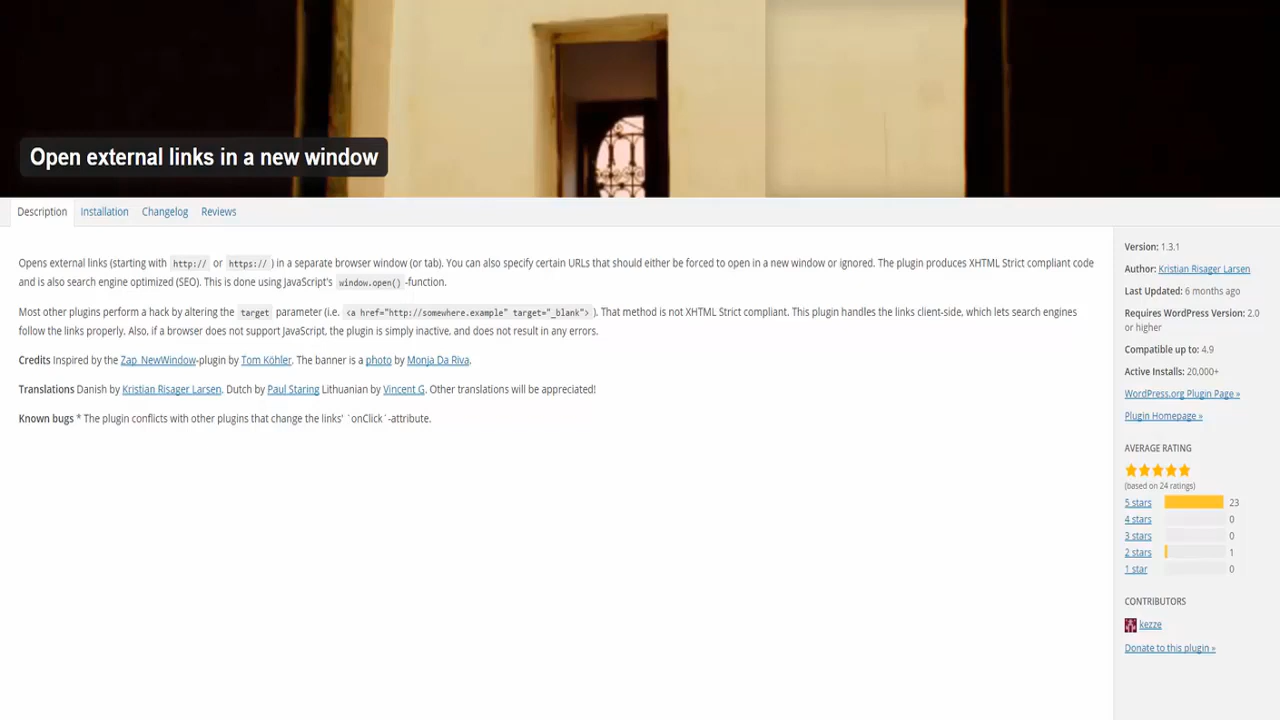 Open external links in a new window
Description Installation Changelog Reviews
Opens external links (starting with http:// or https:// ) in a separate browser window (or tab). You can also specify certain URLs that should either be forced to open in a new window or ignored. The plugin produces XHTML Strict compliant code
and is also search engine optimized (SEO). This is done using JavaScript's window.open() -function.
Most other plugins perform a hack by altering the target parameter (i.e. <a href="http://somewhere.example" target="_blank"> ). That method is not XHTML Strict compliant. This plugin handles the links client-side, which lets search engines
follow the links properly. Also, if a browser does not support JavaScript, the plugin is simply inactive, and does not result in any errors.
Credits Inspired by the Zap_NewWindow-plugin by Tom Köhler. The banner is a photo by Monja Da Riva.
Translations Danish by Kristian Risager Larsen. Dutch by Paul Staring Lithuanian by Vincent G. Other translations will be appreciated!
Known bugs * The plugin conflicts with other plugins that change the links' `onClick`-attribute.
Version: 1.3.1
Author: Kristian Risager Larsen
Last Updated: 6 months ago
Requires WordPress Version: 2.0
or higher
Compatible up to: 4.9
Active Installs: 20,000+
WordPress.org Plugin Page »
Plugin Homepage »
AVERAGE RATING
(based on 24 ratings)
5 stars 23
4 stars 0
3 stars 0
2 stars 1
1 star 0
CONTRIBUTORS
kezze
Donate to this plugin »